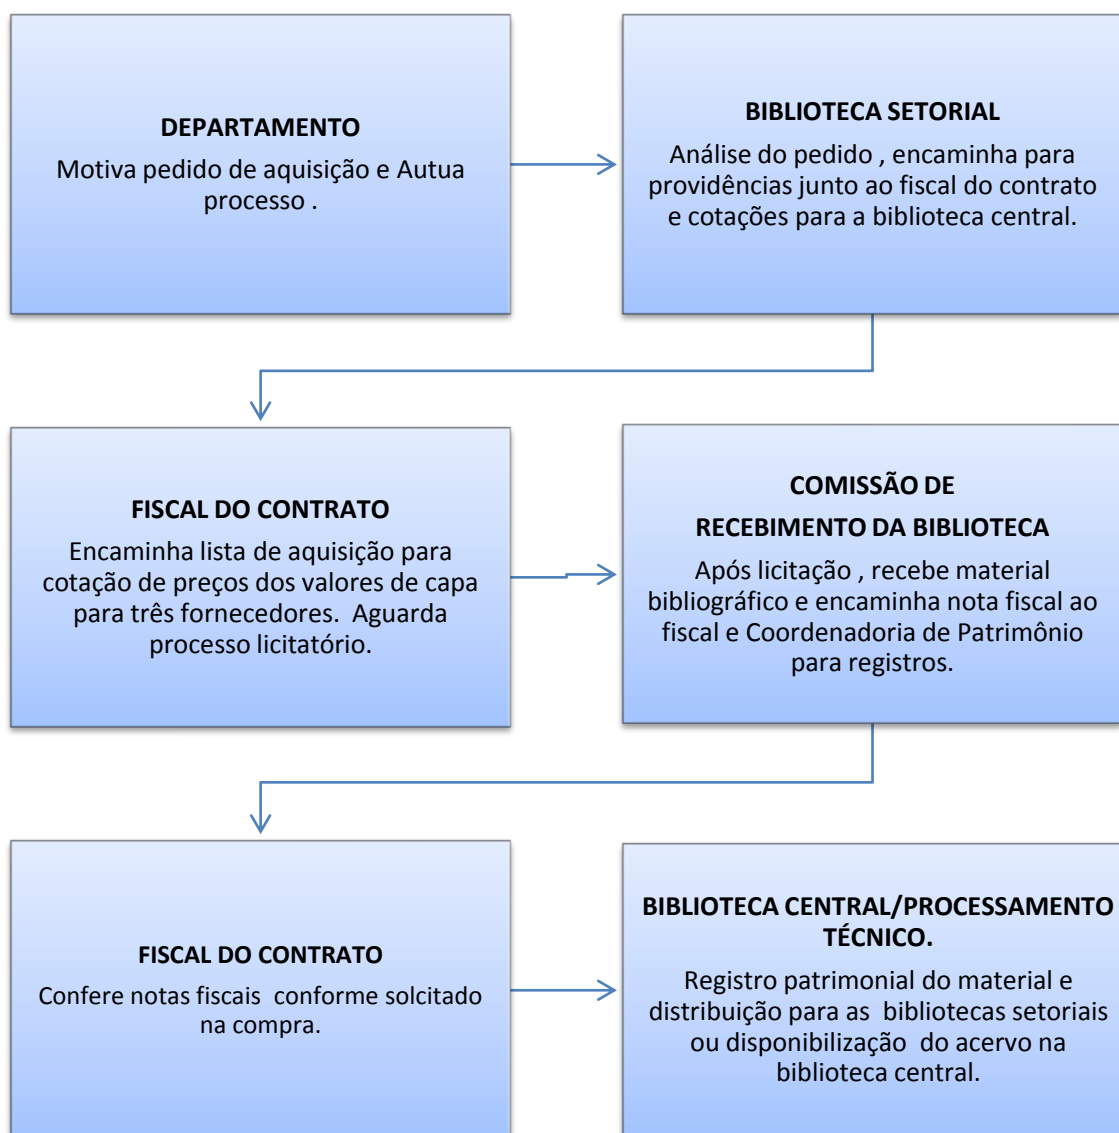 DEPARTAMENTO
Motiva pedido de aquisição e Autua
processo .
BIBLIOTECA SETORIAL
Análise do pedido , encaminha para
providências junto ao fiscal do contrato
e cotações para a biblioteca central.
FISCAL DO CONTRATO
Encaminha lista de aquisição para
cotação de preços dos valores de capa
para três fornecedores. Aguarda
processo licitatório.
COMISSÃO DE
RECEBIMENTO DA BIBLIOTECA
Após licitação , recebe material
bibliográfico e encaminha nota fiscal ao
fiscal e Coordenadoria de Patrimônio
para registros.
FISCAL DO CONTRATO
Confere notas fiscais conforme solcitado
na compra.
BIBLIOTECA CENTRAL/PROCESSAMENTO
TÉCNICO.
Registro patrimonial do material e
distribuição para as bibliotecas setoriais
ou disponibilização do acervo na
biblioteca central.